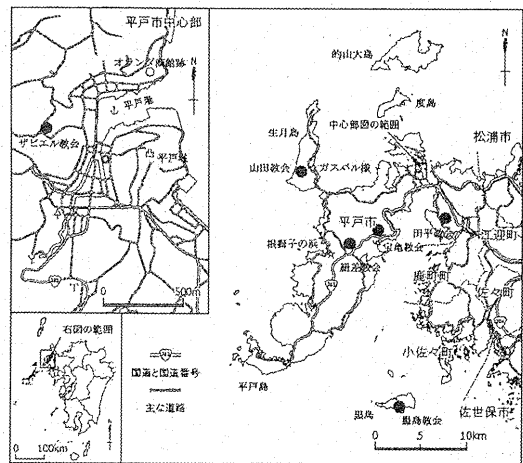 平戸市中心部
オランダ商館跡
平戸港
ザビエル教会
平戸城
N
0 500m
的山大島
N
度島
中心部図の範囲
生月島
松浦市
山田教会
ガスパル様
平戸市
田平教会
江迎町
宝亀教会
根獅子の浜
紐差教会
鹿町町
佐々町
小佐々町
平戸島
佐世保市
黒島
黒島教会
0 5 10km
右図の範囲
国道と国道番号
主な道路
0 100km